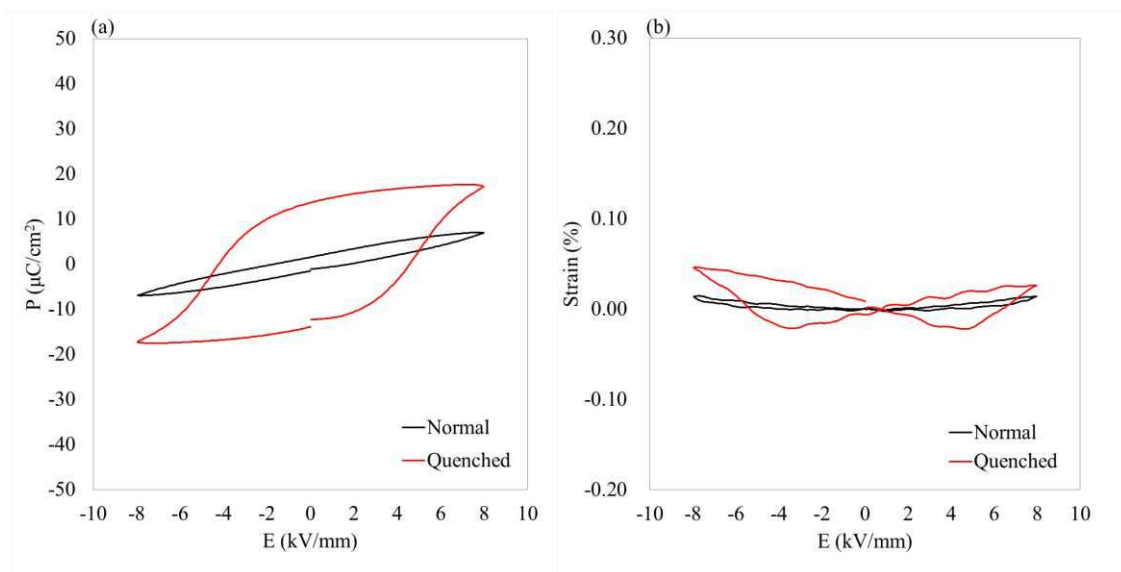 (a)
50
40
30
20
10
0
-10
-20
-30
-40
-50
P (μC/cm²)
Normal
Quenched
-10 -8 -6 -4 -2 0 2 4 6 8 10
E (kV/mm)
(b)
0.30
0.20
0.10
0.00
-0.10
-0.20
Strain (%)
Normal
Quenched
-10 -8 -6 -4 -2 0 2 4 6 8 10
E (kV/mm)